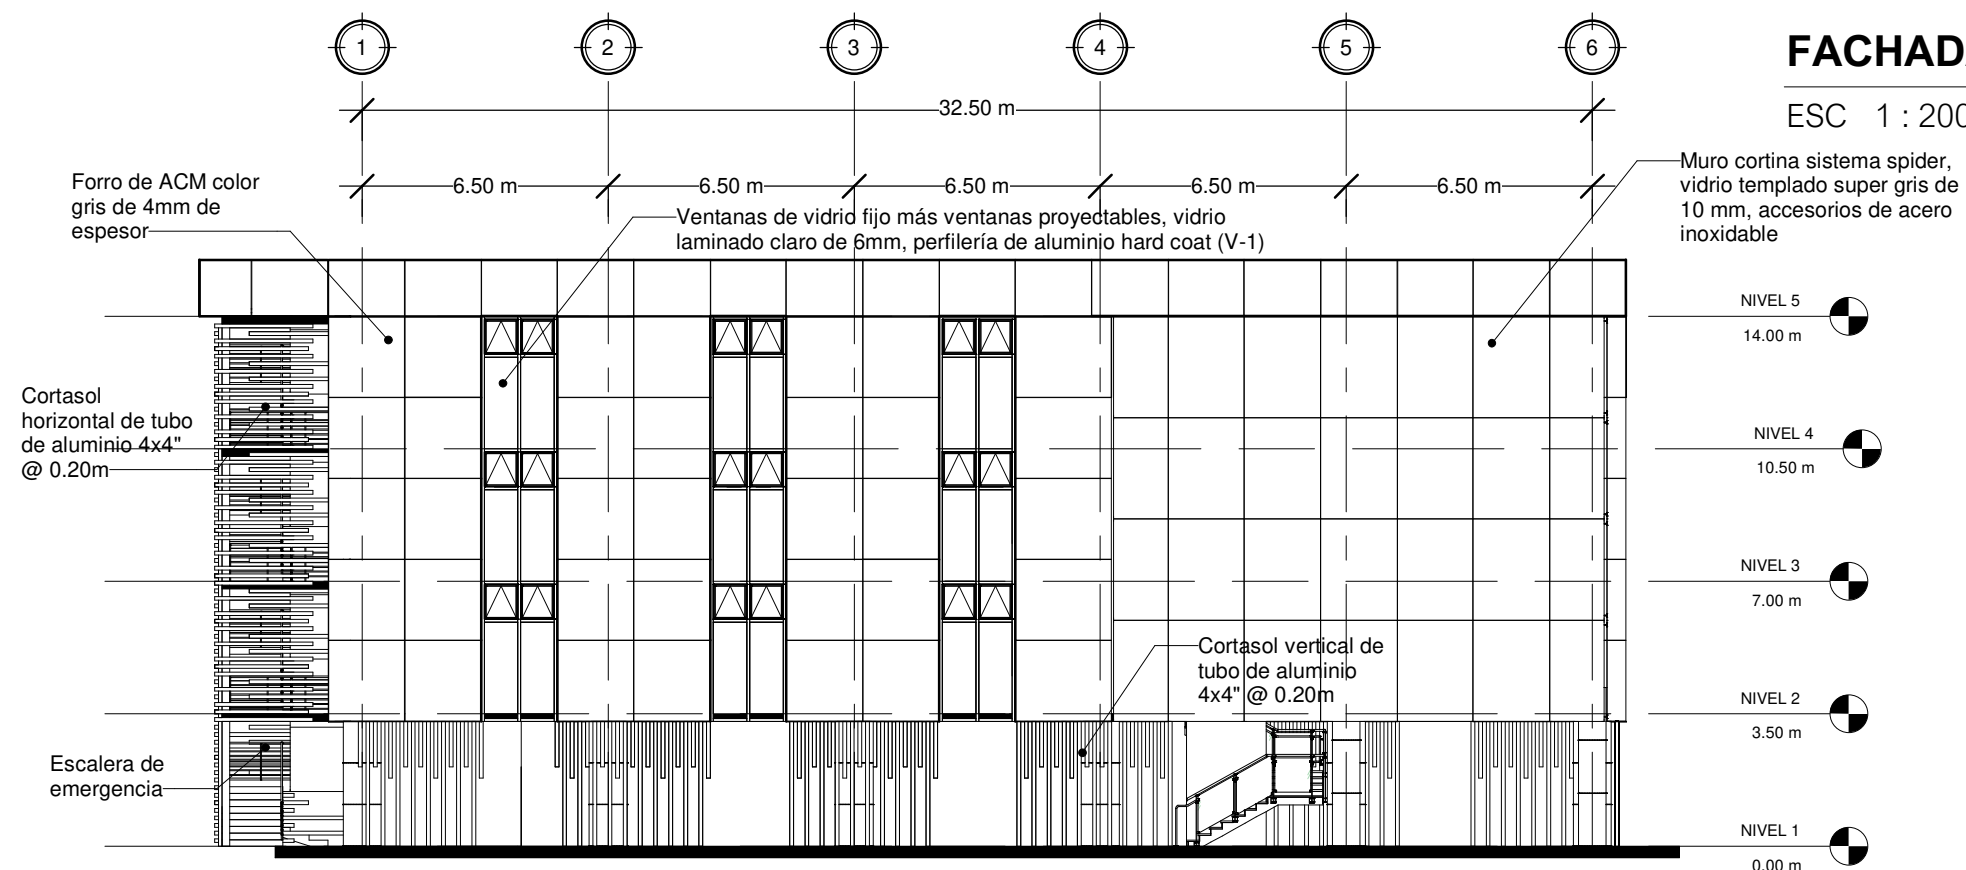 1 2 3 4 5 6
FACHADA
ESC 1 : 200
32.50 m
6.50 m 6.50 m 6.50 m 6.50 m 6.50 m
Forro de ACM color
gris de 4mm de
espesor
Ventanas de vidrio fijo más ventanas proyectables, vidrio
laminado claro de 6mm, perfilería de aluminio hard coat (V-1)
Muro cortina sistema spider,
vidrio templado super gris de
10 mm, accesorios de acero
inoxidable
NIVEL 5
14.00 m
Cortasol
horizontal de tubo
de aluminio 4x4"
@ 0.20m
NIVEL 4
10.50 m
NIVEL 3
7.00 m
Cortasol vertical de
tubo de aluminio
4x4" @ 0.20m
NIVEL 2
3.50 m
Escalera de
emergencia
NIVEL 1
0.00 m